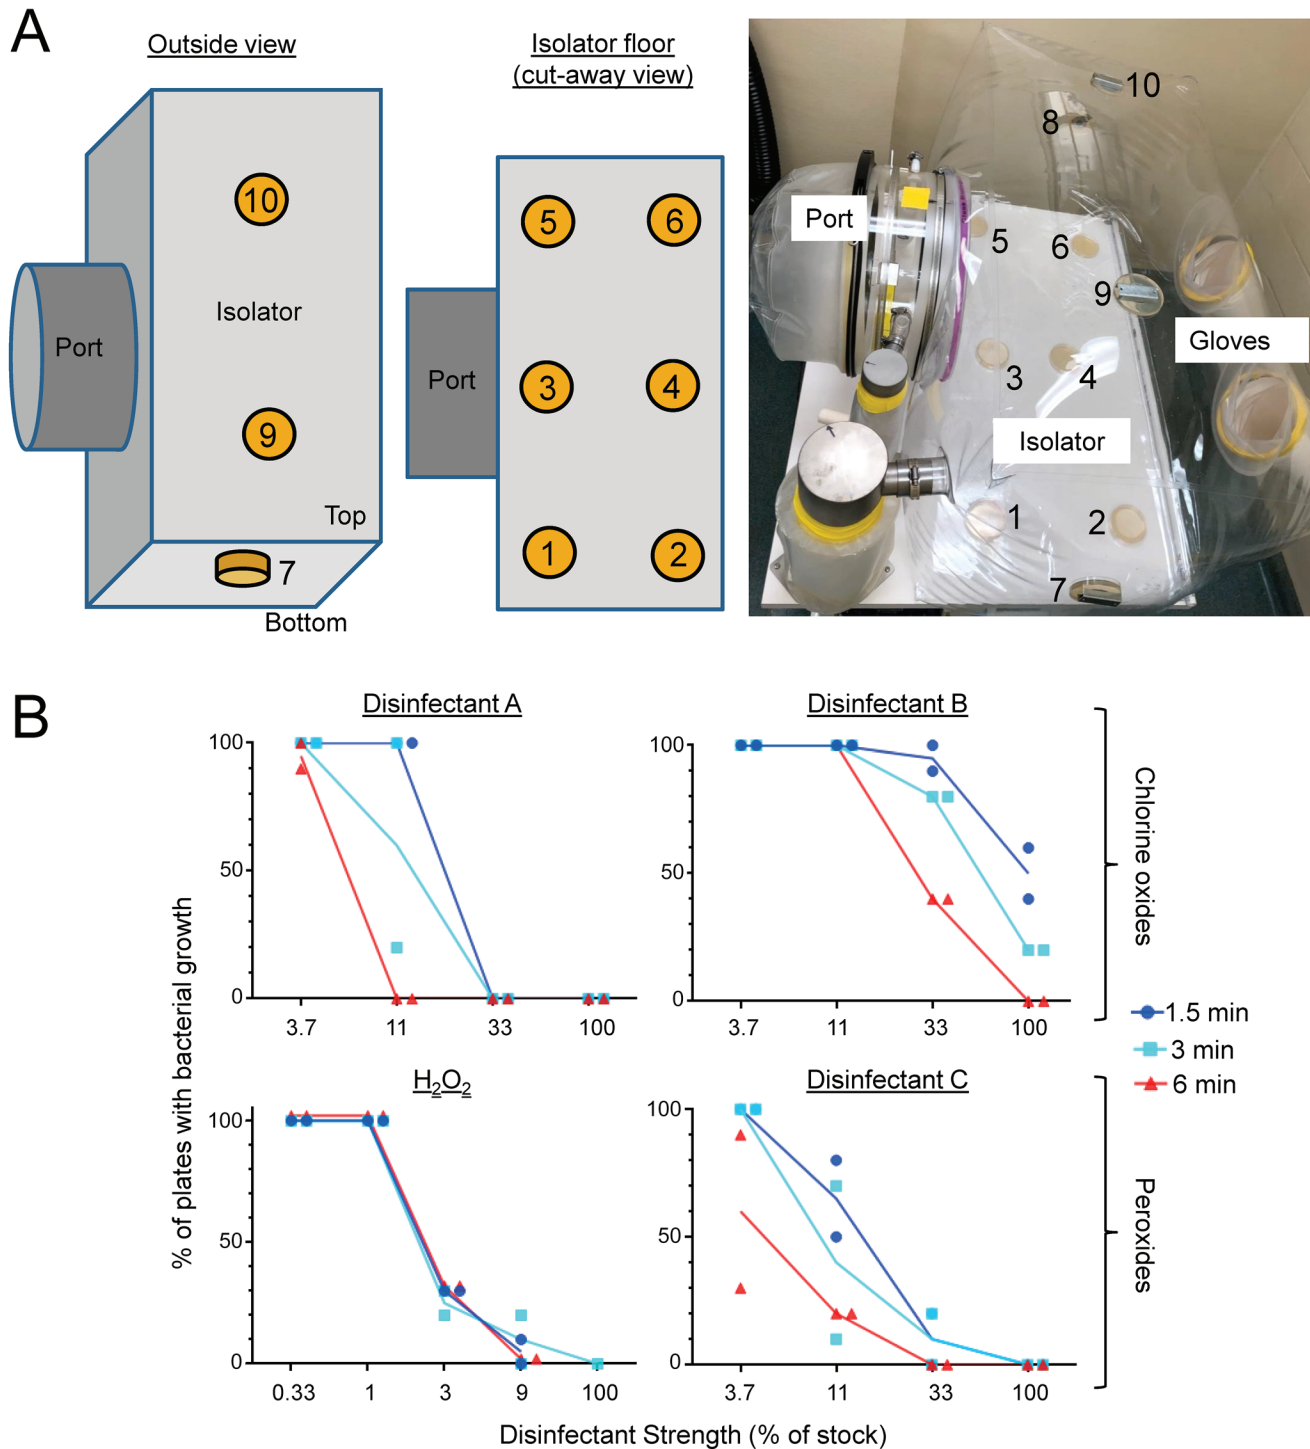 A
Outside view
Isolator floor
(cut-away view)
10
Isolator
Port
9
Top
7
Bottom
5
6
3
4
Port
1
2
10
8
Port
5
6
9
Gloves
3
4
Isolator
1
2
7
B
Disinfectant A
Disinfectant B
100
50
0
3.7
11
33
100
100
50
0
3.7
11
33
100
Chlorine oxides
% of plates with bacterial growth
1.5 min
3 min
6 min
H₂O₂
Disinfectant C
100
50
0
0.33
1
3
9
100
100
50
0
3.7
11
33
100
Peroxides
Disinfectant Strength (% of stock)